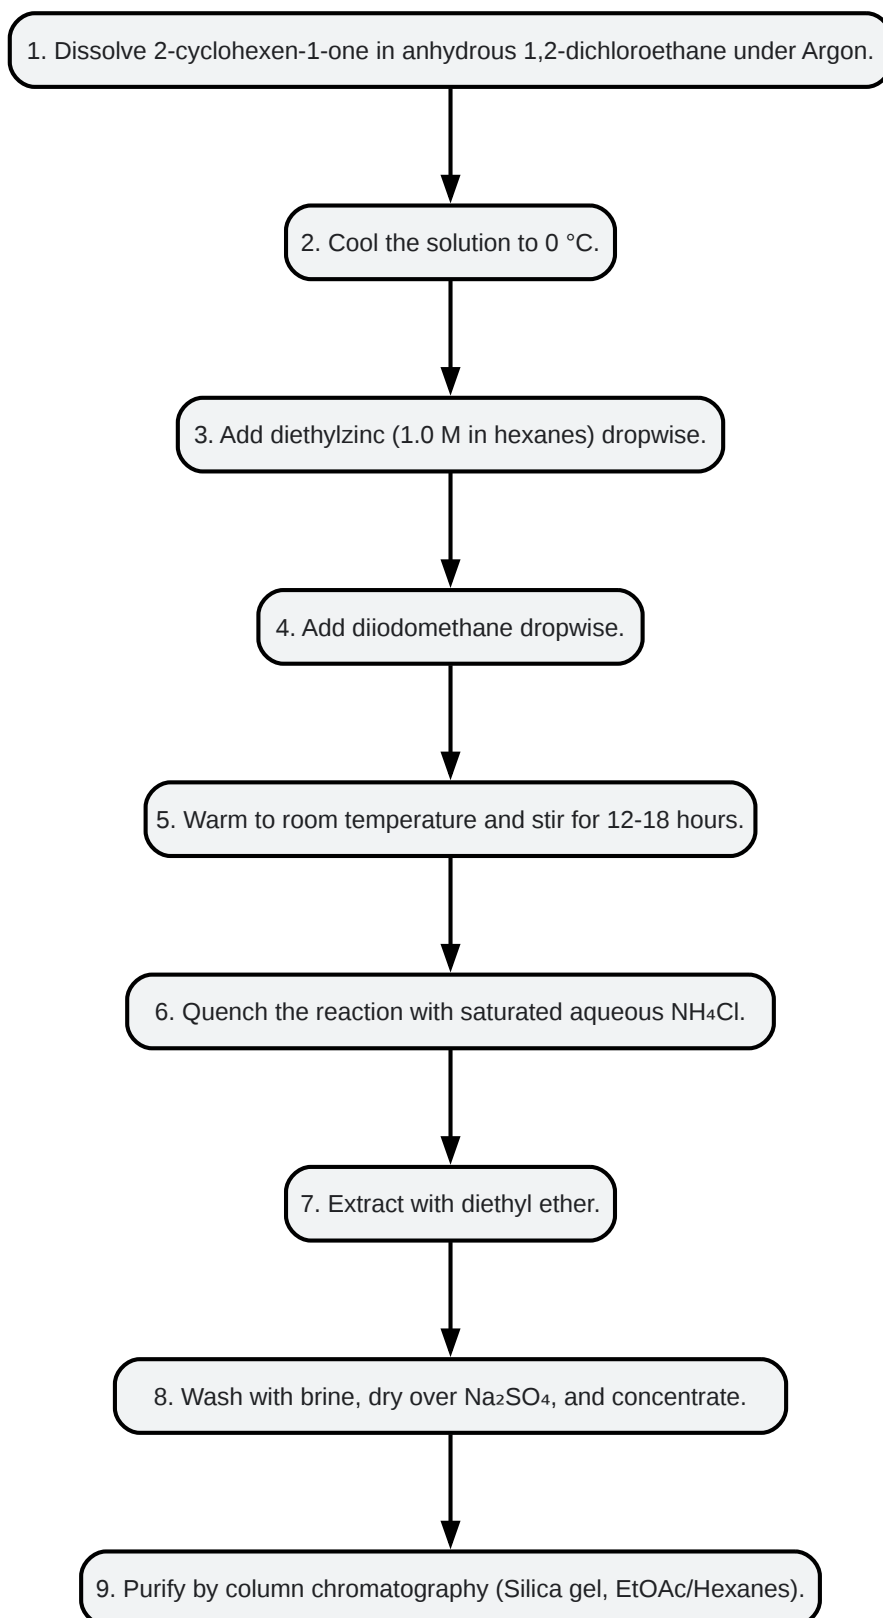 1. Dissolve 2-cyclohexen-1-one in anhydrous 1,2-dichloroethane under Argon.
2. Cool the solution to 0 °C.
3. Add diethylzinc (1.0 M in hexanes) dropwise.
4. Add diiodomethane dropwise.
5. Warm to room temperature and stir for 12-18 hours.
6. Quench the reaction with saturated aqueous NH₄Cl.
7. Extract with diethyl ether.
8. Wash with brine, dry over Na₂SO₄, and concentrate.
9. Purify by column chromatography (Silica gel, EtOAc/Hexanes).